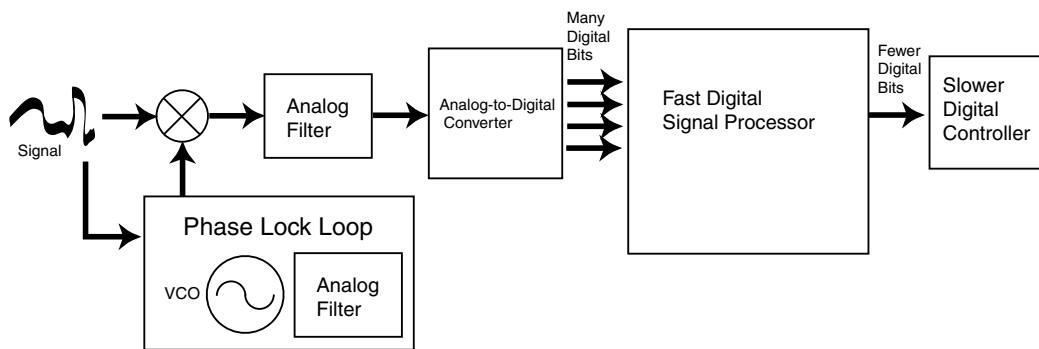 Signal
Analog
Filter
Analog-to-Digital
Converter
Many
Digital
Bits
Fast Digital
Signal Processor
Fewer
Digital
Bits
Slower
Digital
Controller
Phase Lock Loop
VCO
Analog
Filter